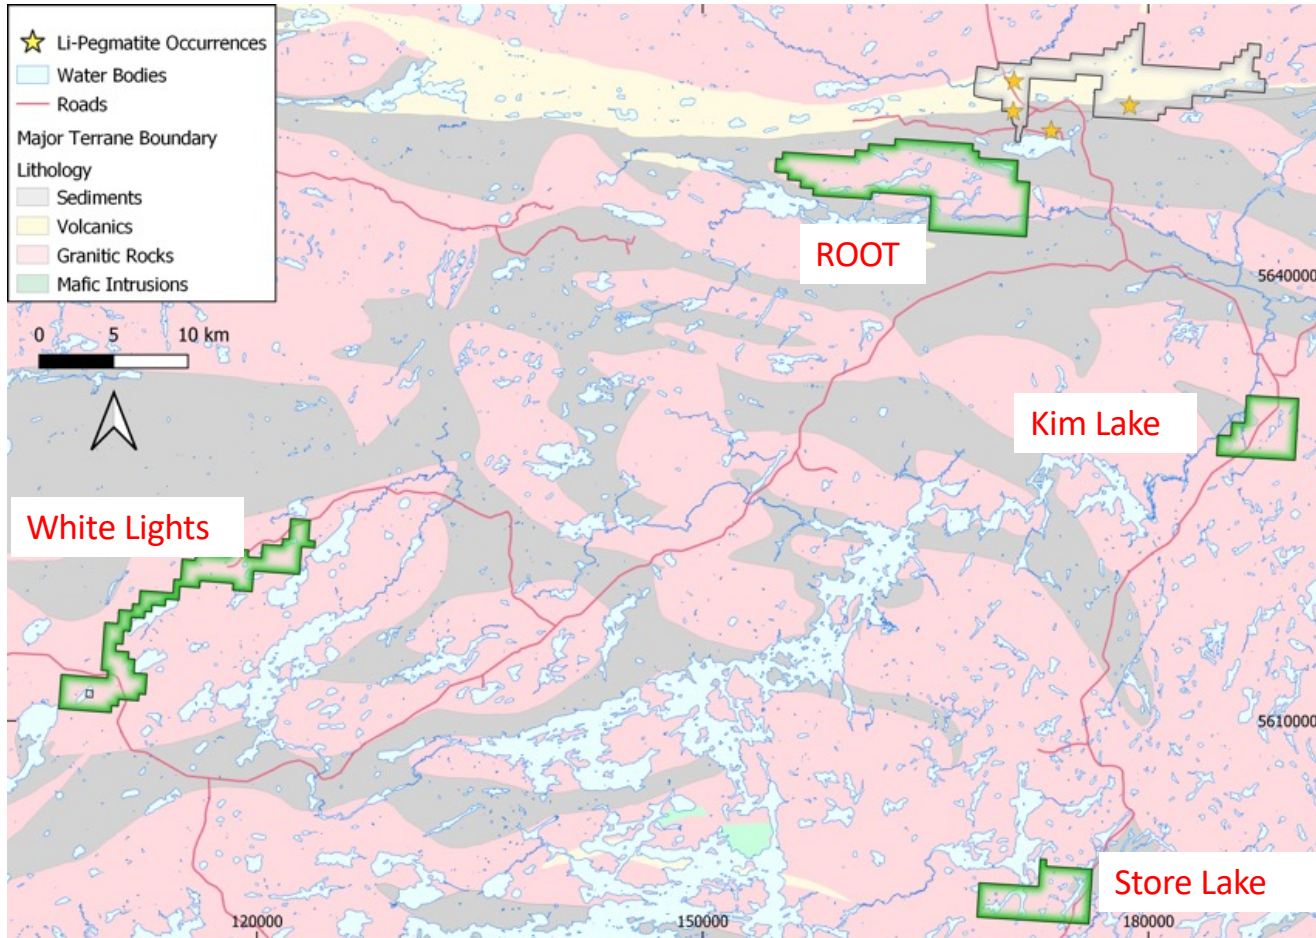 Li-Pegmatite Occurrences
Water Bodies
Roads
Major Terrane Boundary
Lithology
Sediments
Volcanics
Granitic Rocks
Mafic Intrusions
0 5 10 km
ROOT
5640000
Kim Lake
White Lights
5610000
Store Lake
120000 150000 180000